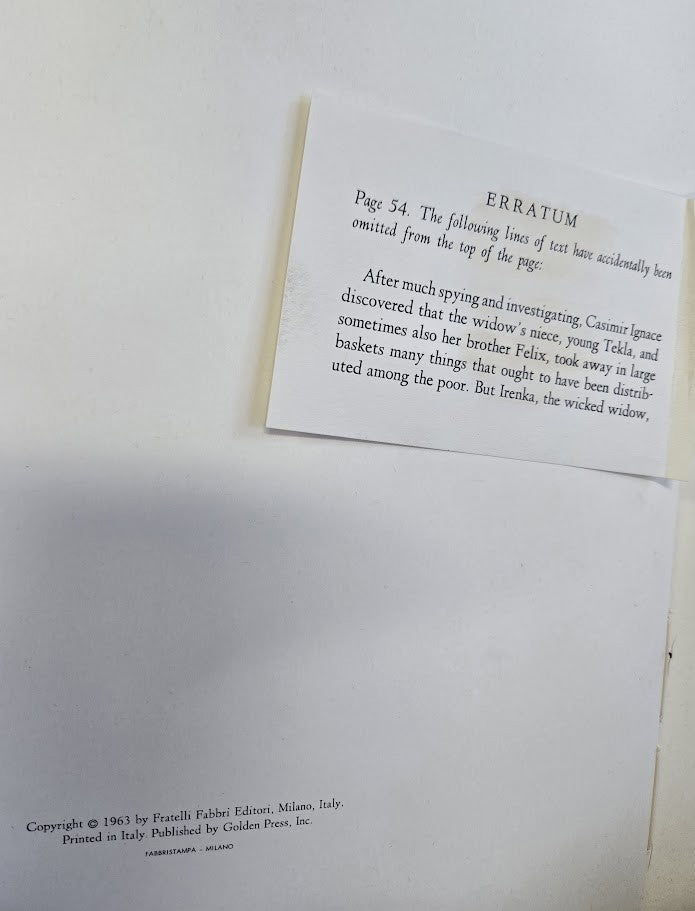 ERRATUM
Page 54. The following lines of text have accidentally been
omitted from the top of the page:
After much spying and investigating, Casimir Ignace
discovered that the widow's niece, young Tekla, and
sometimes also her brother Felix, took away in large
baskets many things that ought to have been distrib-
uted among the poor. But Irenka, the wicked widow,
Copyright © 1963 by Fratelli Fabbri Editori, Milano, Italy.
Printed in Italy. Published by Golden Press, Inc.
FABBRISTAMPA - MILANO